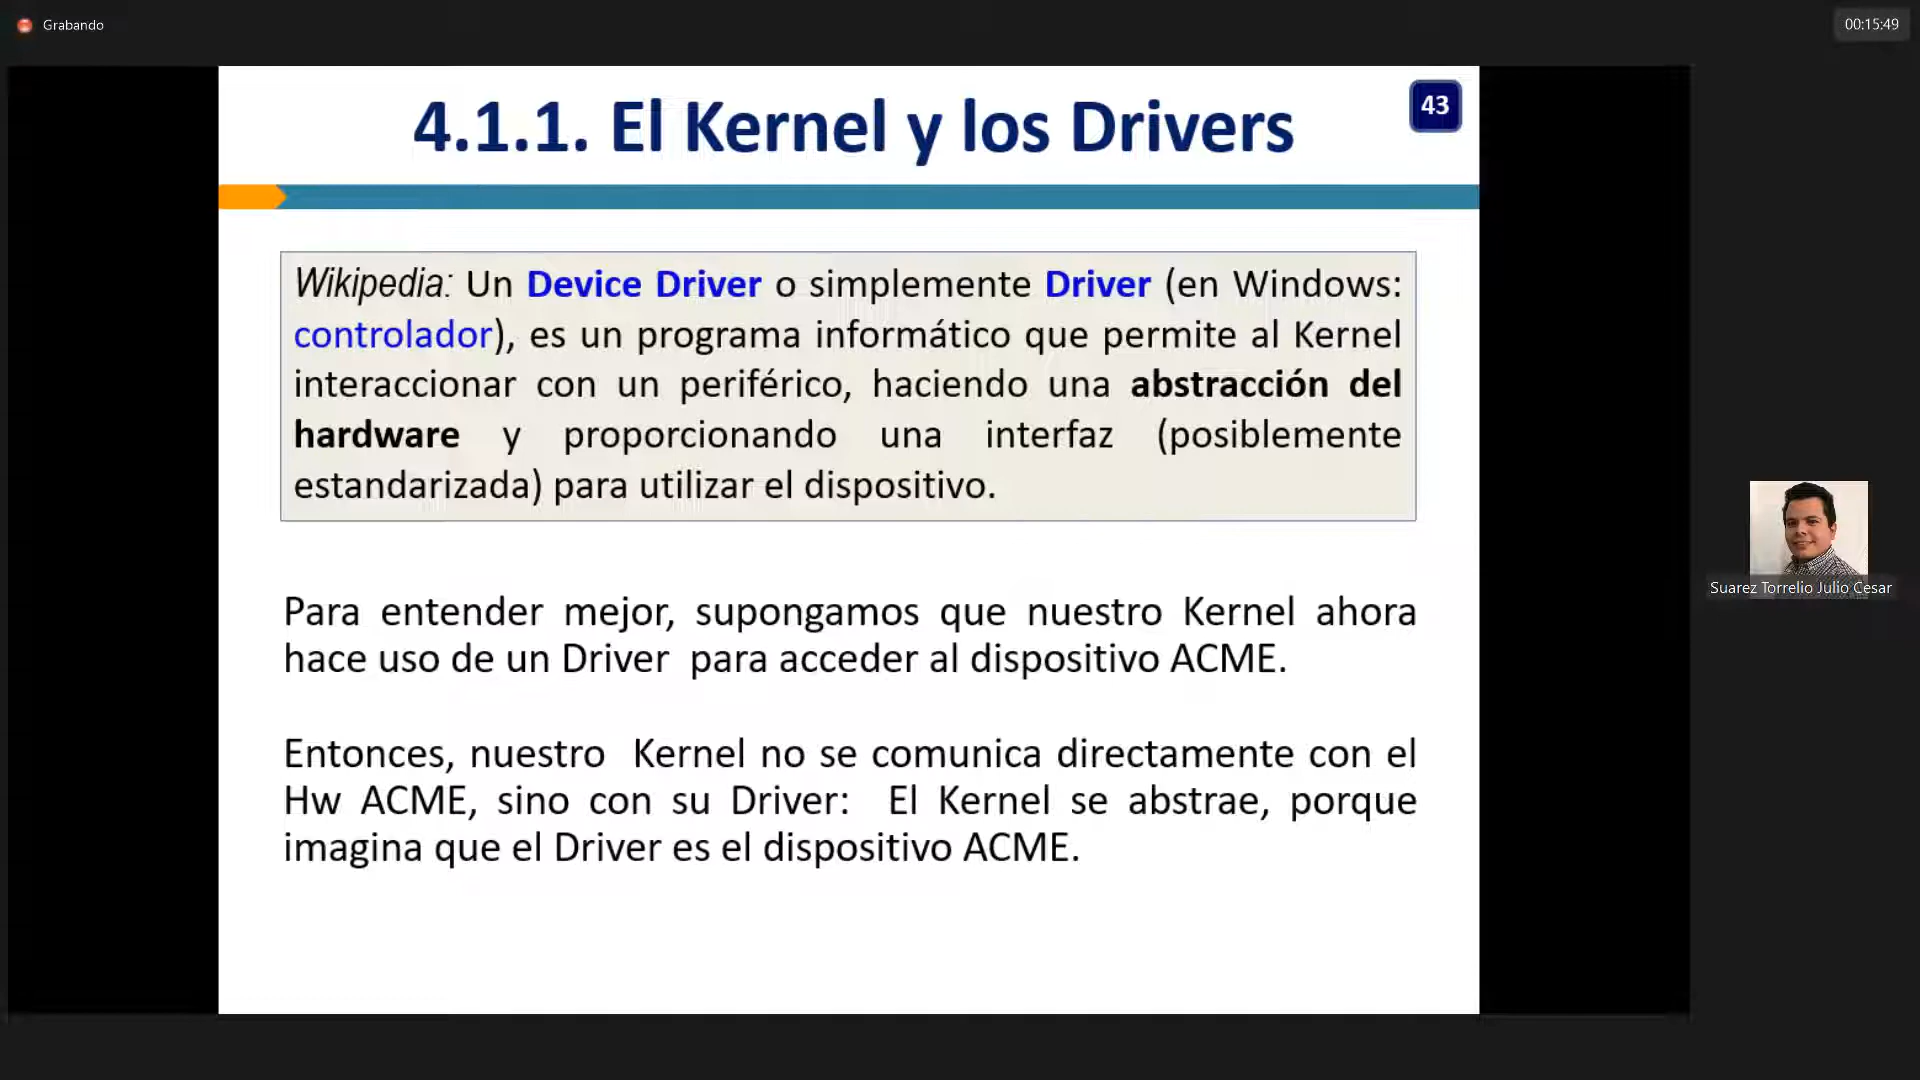 Grabando
00:15:49
4.1.1. El Kernel y los Drivers
43
Wikipedia: Un Device Driver o simplemente Driver (en Windows:
controlador), es un programa informático que permite al Kernel
interaccionar con un periférico, haciendo una abstracción del
hardware y proporcionando una interfaz (posiblemente
estandarizada) para utilizar el dispositivo.
Para entender mejor, supongamos que nuestro Kernel ahora
hace uso de un Driver para acceder al dispositivo ACME.
Entonces, nuestro Kernel no se comunica directamente con el
Hw ACME, sino con su Driver: El Kernel se abstrae, porque
imagina que el Driver es el dispositivo ACME.
Suarez Torrelio Julio Cesar